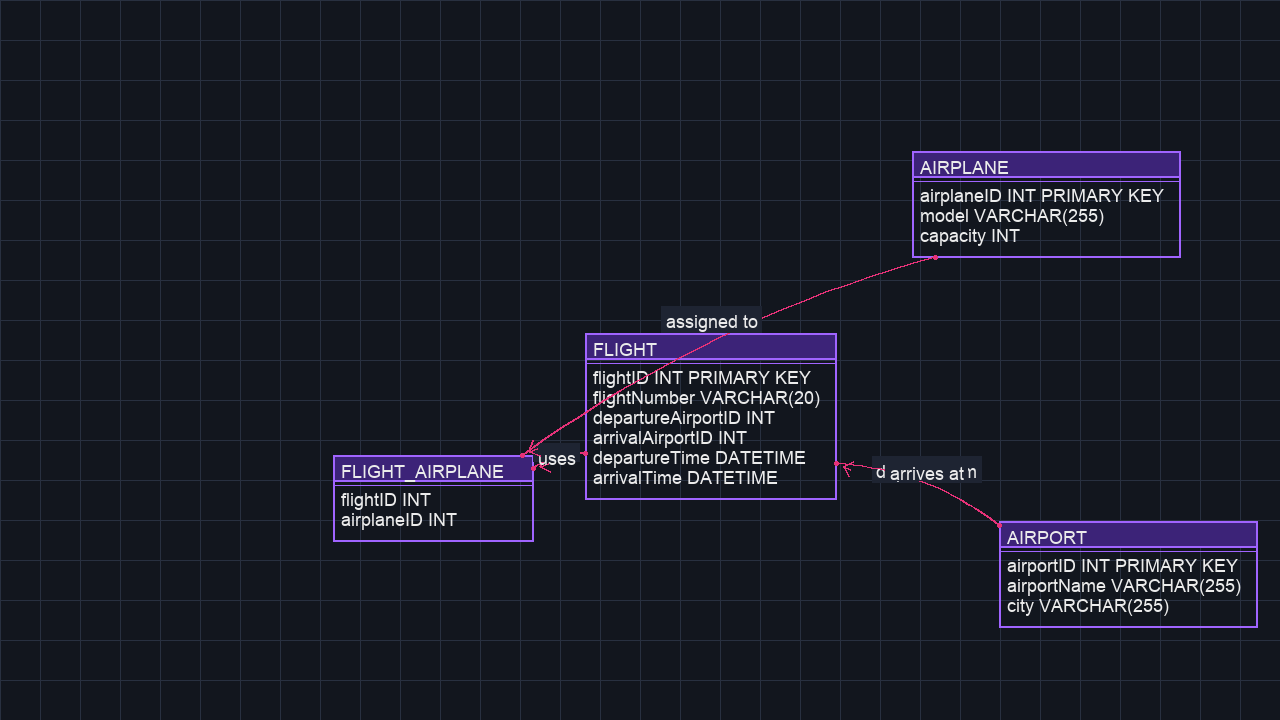 AIRPLANE
airplaneID INT PRIMARY KEY
model VARCHAR(255)
capacity INT
assigned to
FLIGHT
flightID INT PRIMARY KEY
flightNumber VARCHAR(20)
departureAirportID INT
arrivalAirportID INT
departureTime DATETIME
arrivalTime DATETIME
uses
FLIGHT_AIRPLANE
flightID INT
airplaneID INT
arrives at
AIRPORT
airportID INT PRIMARY KEY
airportName VARCHAR(255)
city VARCHAR(255)